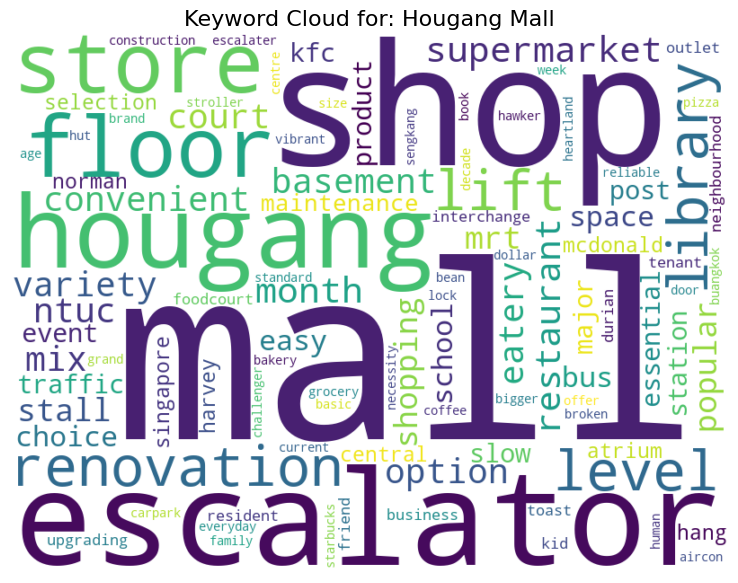 Keyword Cloud for: Hougang Mall
construction
escalater
kfc
supermarket
outlet
store
shop
centre
week
selection
stroller
size
product
book
pizza
court
hawker
library
brand
floor
vibrant
sengkang
heartland
neighbourhood
hut
age
norman
basement
decade
lift
reliable
post
convenient
maintenance
interchange
space
hougang
mrt
dollar
mcdonald
tenant
variety
standard
bean
restaurant
door
buangkok
foodcourt
month
lock
eatery
major
durian
essential
station
popular
ntuc
event
easy
shopping
school
mall
mix
grand
singapore
harvey
bakery
necessity
bus
traffic
challenger
grocery
basic
bigger
offer
stall
coffee
broken
choice
current
central
slow
atrium
renovation
option
level
escalator
carpark
resident
starbucks
friend
business
toast
human
hang
upgrading
everyday
family
kid
aircon